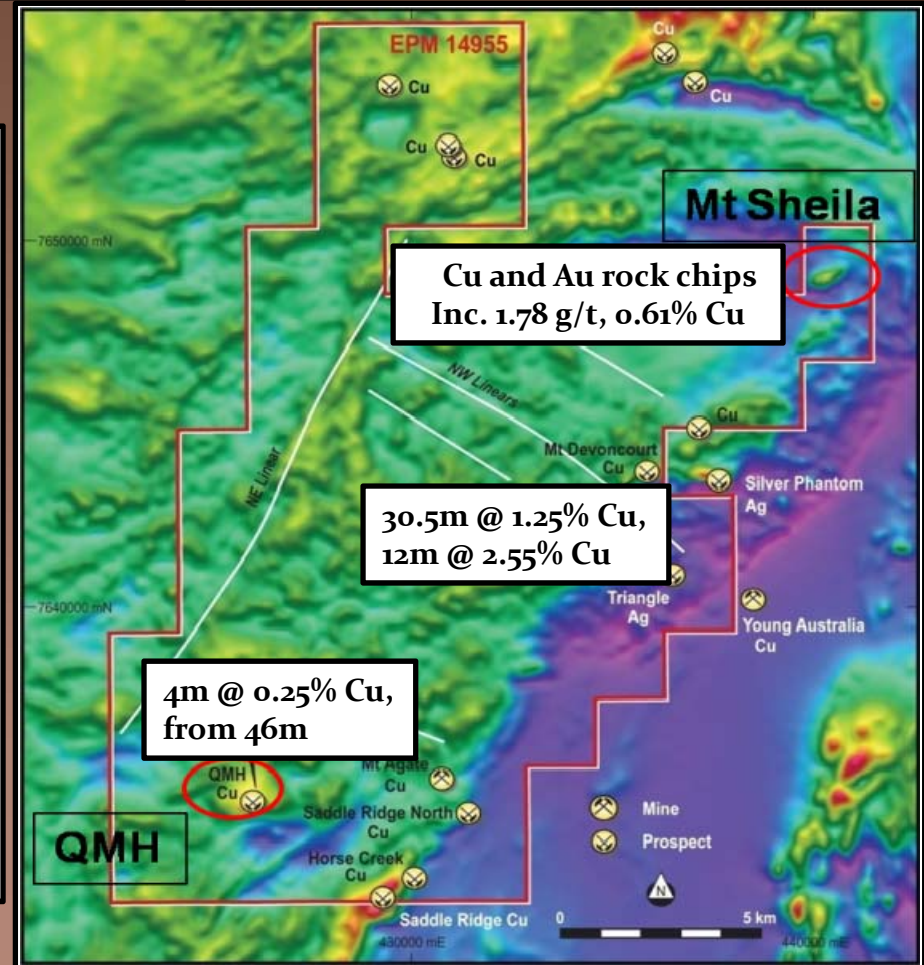 EPM 14955
Cu
Cu
Cu
Cu
Cu
Mt Sheila
7650000 mN
Cu and Au rock chips
Inc. 1.78 g/t, 0.61% Cu
NW Linears
NE Linear
Cu
Mt Devoncourt
Cu
Silver Phantom
Ag
30.5m @ 1.25% Cu,
12m @ 2.55% Cu
7640000 mN
Triangle
Ag
Young Australia
Cu
4m @ 0.25% Cu,
from 46m
QMH
Cu
Mt Agate
Cu
Saddle Ridge North
Cu
Mine
Prospect
QMH
Horse Creek
Cu
N
Saddle Ridge Cu
0 5 km
430000 mE
440000 mE